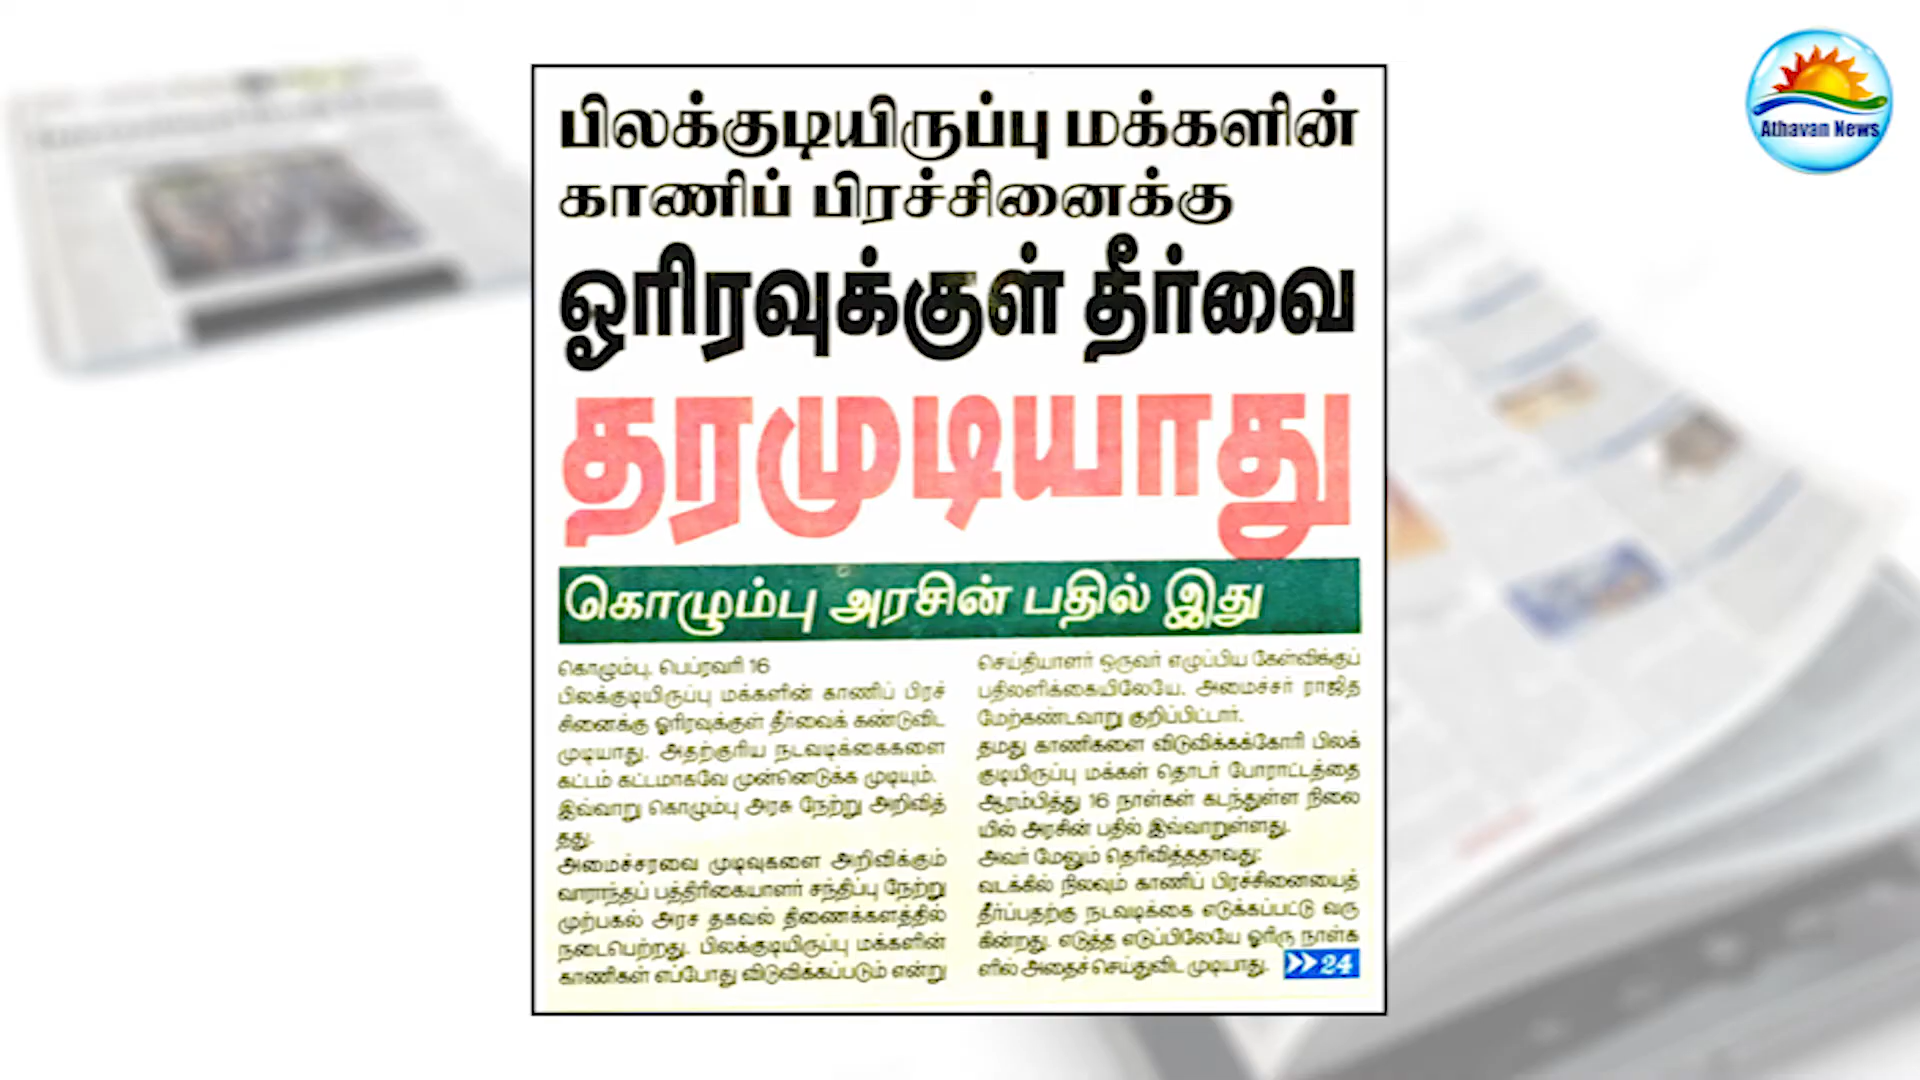 Athavan News
பிலக்குடியிருப்பு மக்களின்
காணிப் பிரச்சினைக்கு
ஓரிரவுக்குள் தீர்வை
தரமுடியாது
கொழும்பு அரசின் பதில் இது
கொழும்பு, பெப்ரவரி 16
பிலக்குடியிருப்பு மக்களின் காணிப் பிரச்
சினைக்கு ஓரிரவுக்குள் தீர்வைக் கண்டுவிட
முடியாது. அதற்குரிய நடவடிக்கைகளை
கட்டம் கட்டமாகவே முன்னெடுக்க முடியும்.
இவ்வாறு கொழும்பு அரசு நேற்று அறிவித்
தது.
அமைச்சரவை முடிவுகளை அறிவிக்கும்
வாராந்தப் பத்திரிகையாளர் சந்திப்பு நேற்று
முற்பகல் அரச தகவல் திணைக்களத்தில்
நடைபெற்றது. பிலக்குடியிருப்பு மக்களின்
காணிகள் எப்போது விடுவிக்கப்படும் என்று
செய்தியாளர் ஒருவர் எழுப்பிய கேள்விக்குப்
பதிலளிக்கையிலேயே, அமைச்சர் ராஜித
மேற்கண்டவாறு குறிப்பிட்டார்.
தமது காணிகளை விடுவிக்கக்கோரி பிலக்
குடியிருப்பு மக்கள் தொடர் போராட்டத்தை
ஆரம்பித்து 16 நாள்கள் கடந்துள்ள நிலை
யில் அரசின் பதில் இவ்வாறுள்ளது.
அவர் மேலும் தெரிவித்ததாவது:
வடக்கில் நிலவும் காணிப் பிரச்சினையைத்
தீர்ப்பதற்கு நடவடிக்கை எடுக்கப்பட்டு வரு
கின்றது. எடுத்த எடுப்பிலேயே ஓரிரு நாள்க
ளில் அதைச் செய்துவிட முடியாது. >> 24